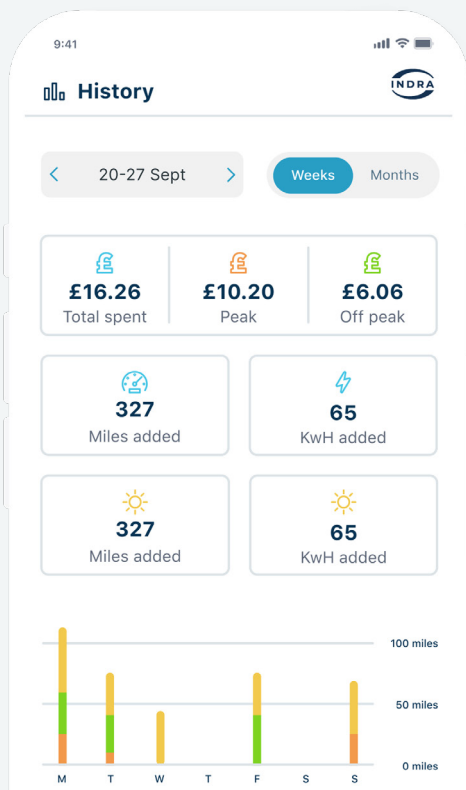 9:41
History
INDRA
20-27 Sept
Weeks
Months
£16.26
Total spent
£10.20
Peak
£6.06
Off peak
327
Miles added
65
KwH added
327
Miles added
65
KwH added
100 miles
50 miles
0 miles
M T W T F S S